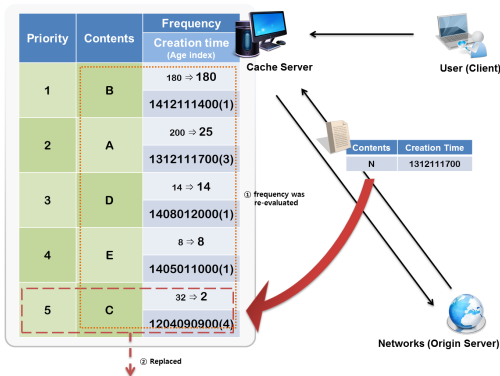 Priority
Contents
Frequency
Creation time
(Age index)
1
B
180 ⇒ 180
1412111400(1)
2
A
200 ⇒ 25
1312111700(3)
3
D
14 ⇒ 14
1408012000(1)
4
E
8 ⇒ 8
1405011000(1)
5
C
32 ⇒ 2
1204090900(4)
② Replaced
① frequency was
re-evaluated
Cache Server
User (Client)
Contents
Creation Time
N
1312111700
Networks (Origin Server)